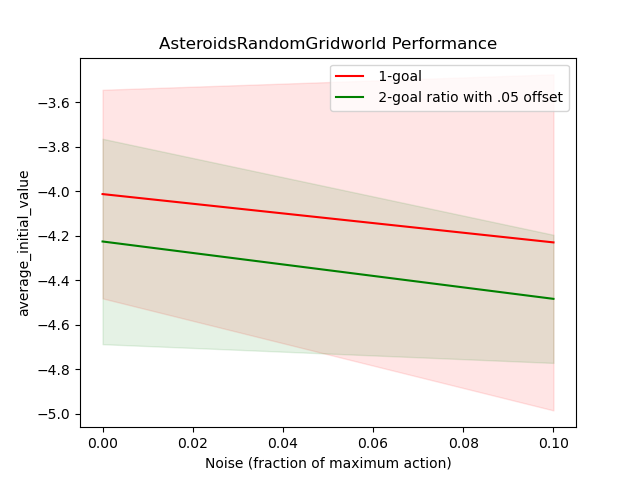 AsteroidsRandomGridworld Performance
1-goal
2-goal ratio with .05 offset
average_initial_value
−3.6
−3.8
−4.0
−4.2
−4.4
−4.6
−4.8
−5.0
0.00 0.02 0.04 0.06 0.08 0.10
Noise (fraction of maximum action)